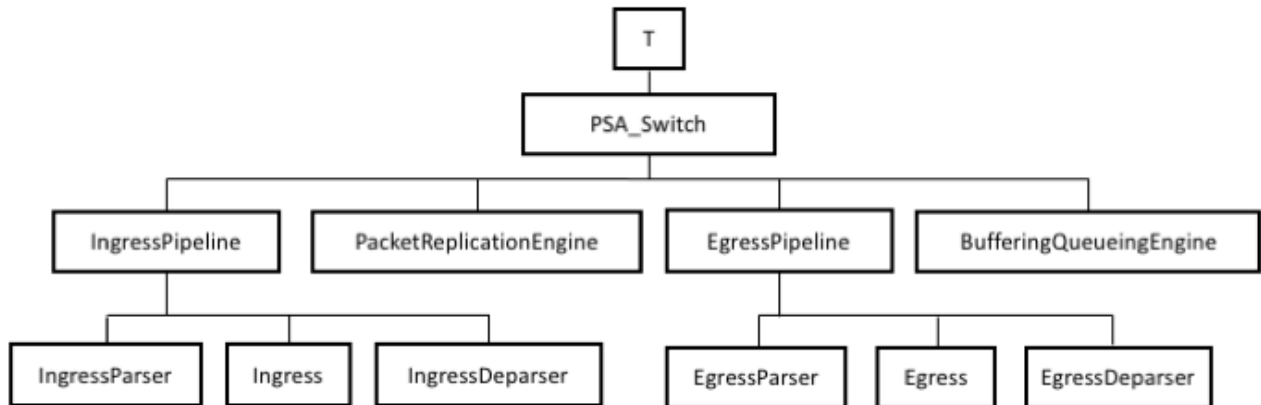 T
PSA_Switch
IngressPipeline
PacketReplicationEngine
EgressPipeline
BufferingQueueingEngine
IngressParser
Ingress
IngressDeparser
EgressParser
Egress
EgressDeparser